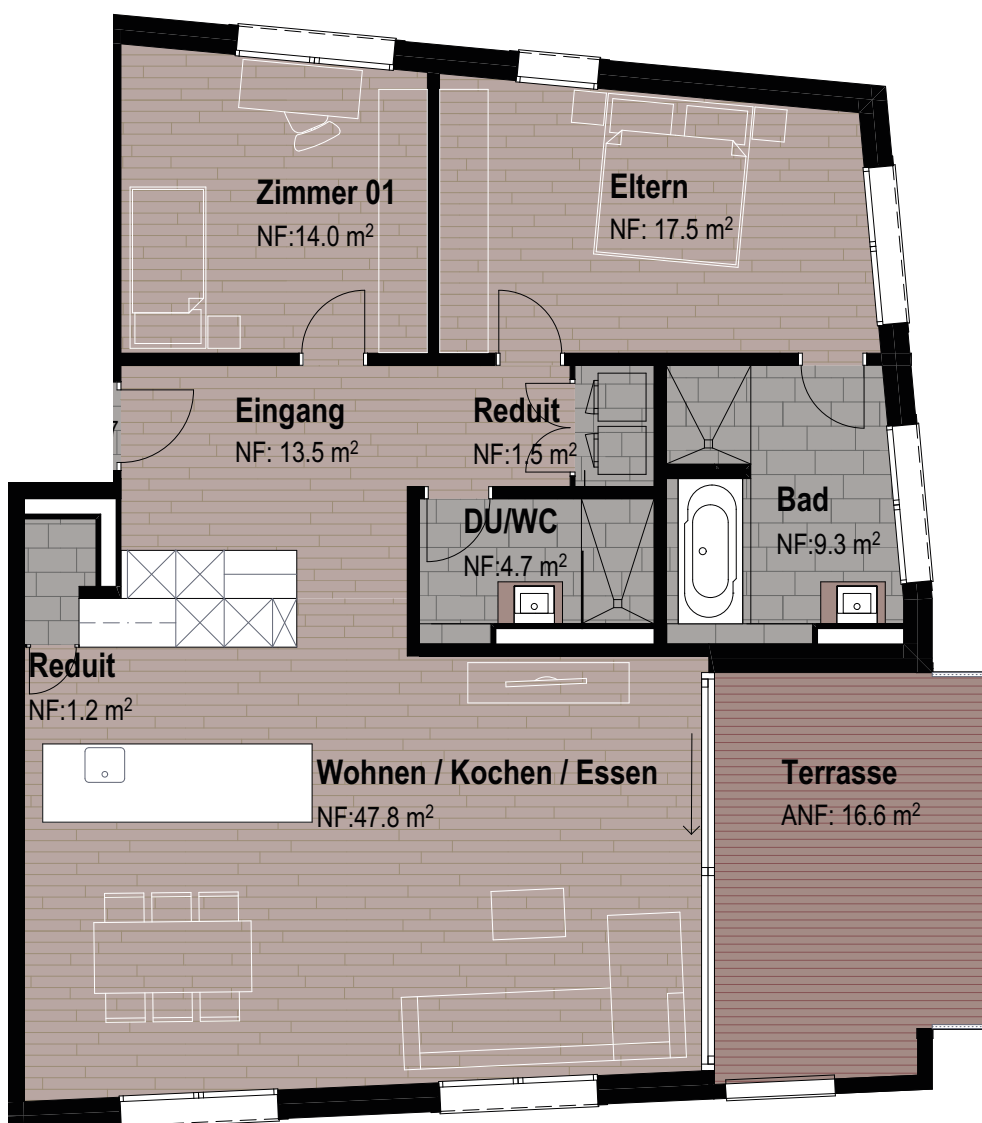 Zimmer 01
NF:14.0 m²
Eltern
NF: 17.5 m²
Eingang
NF: 13.5 m²
Reduit
NF:1.5 m²
DU/WC
NF:4.7 m²
Bad
NF:9.3 m²
Reduit
NF:1.2 m²
Wohnen / Kochen / Essen
NF:47.8 m²
Terrasse
ANF: 16.6 m²